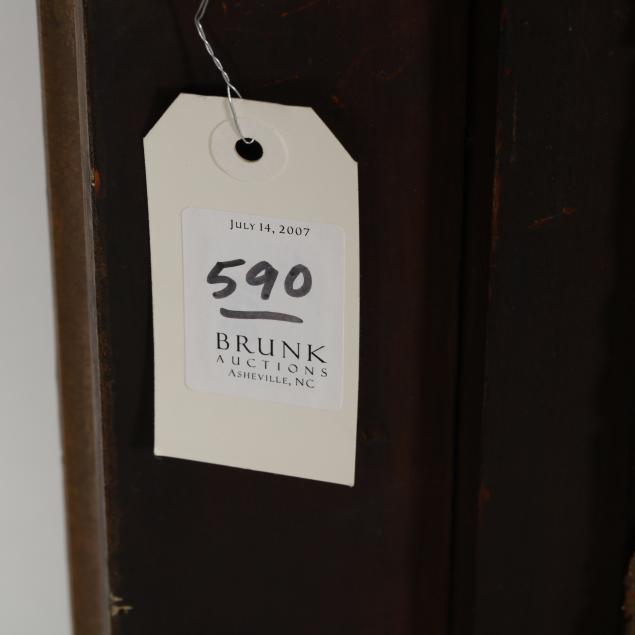 July 14, 2007
590
BRUNK
AUCTIONS
Asheville, NC